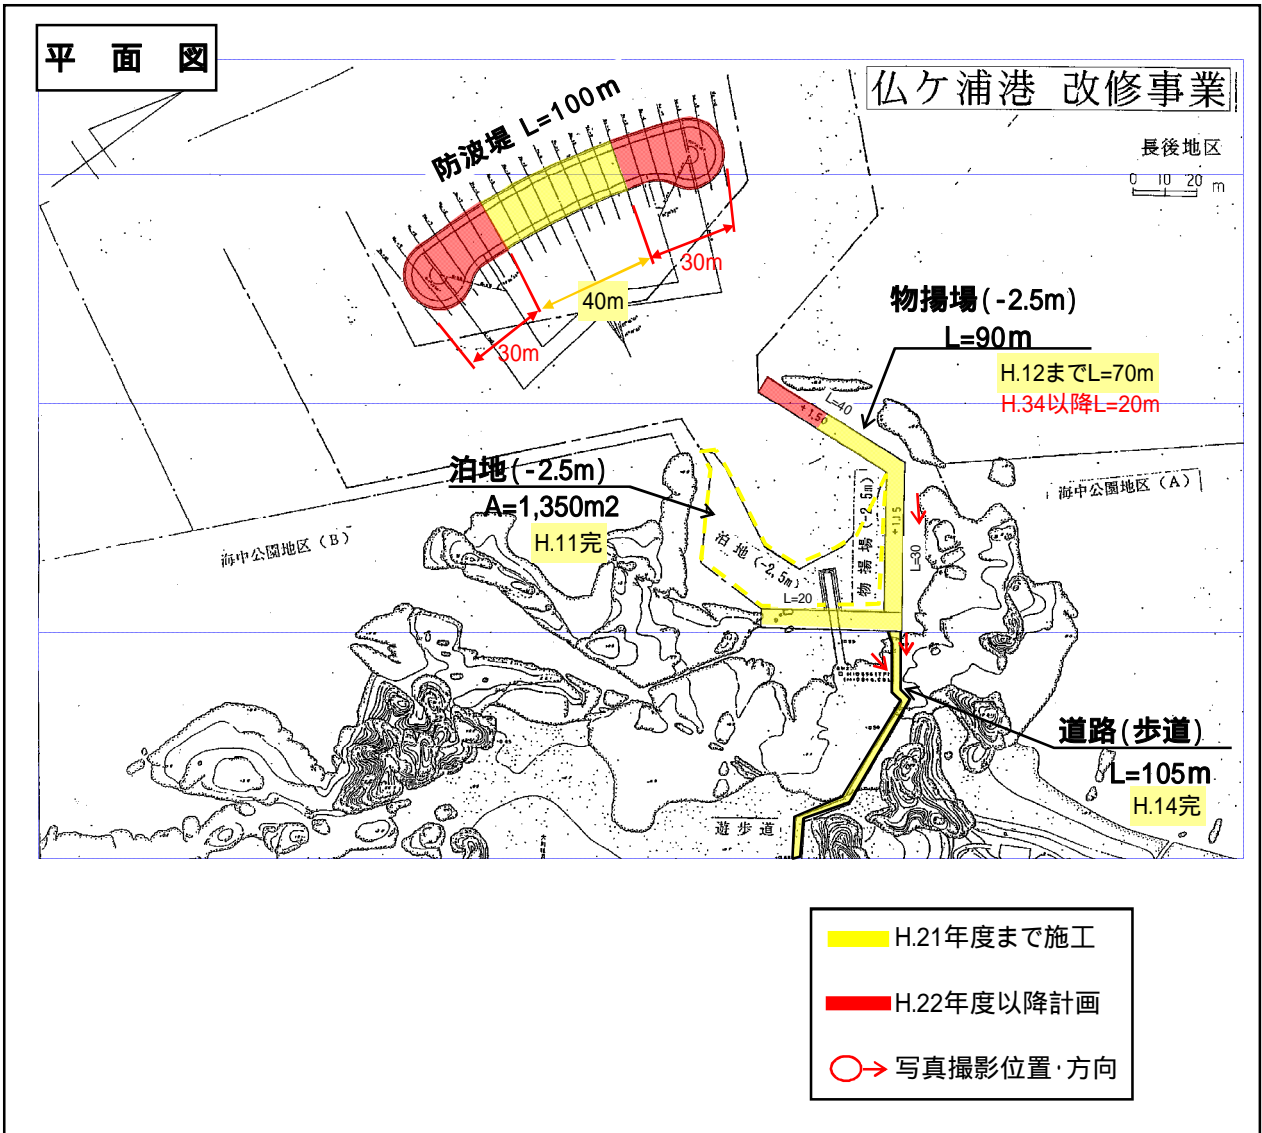 平 面 図
仏ケ浦港 改修事業
長後地区
0 10 20 m
防波堤 L=100m
30m
40m
30m
物揚場(-2.5m)
L=90m
H.12までL=70m
H.34以降L=20m
L=40
+1.50
泊地(-2.5m)
A=1,350m2
H.11完
海中公園地区(A)
海中公園地区(B)
泊地(-2.5m)
物揚場(-2.5m)
+1.15
L=30
L=20
道路(歩道)
L=105m
H.14完
遊歩道
H.21年度まで施工
H.22年度以降計画
写真撮影位置・方向